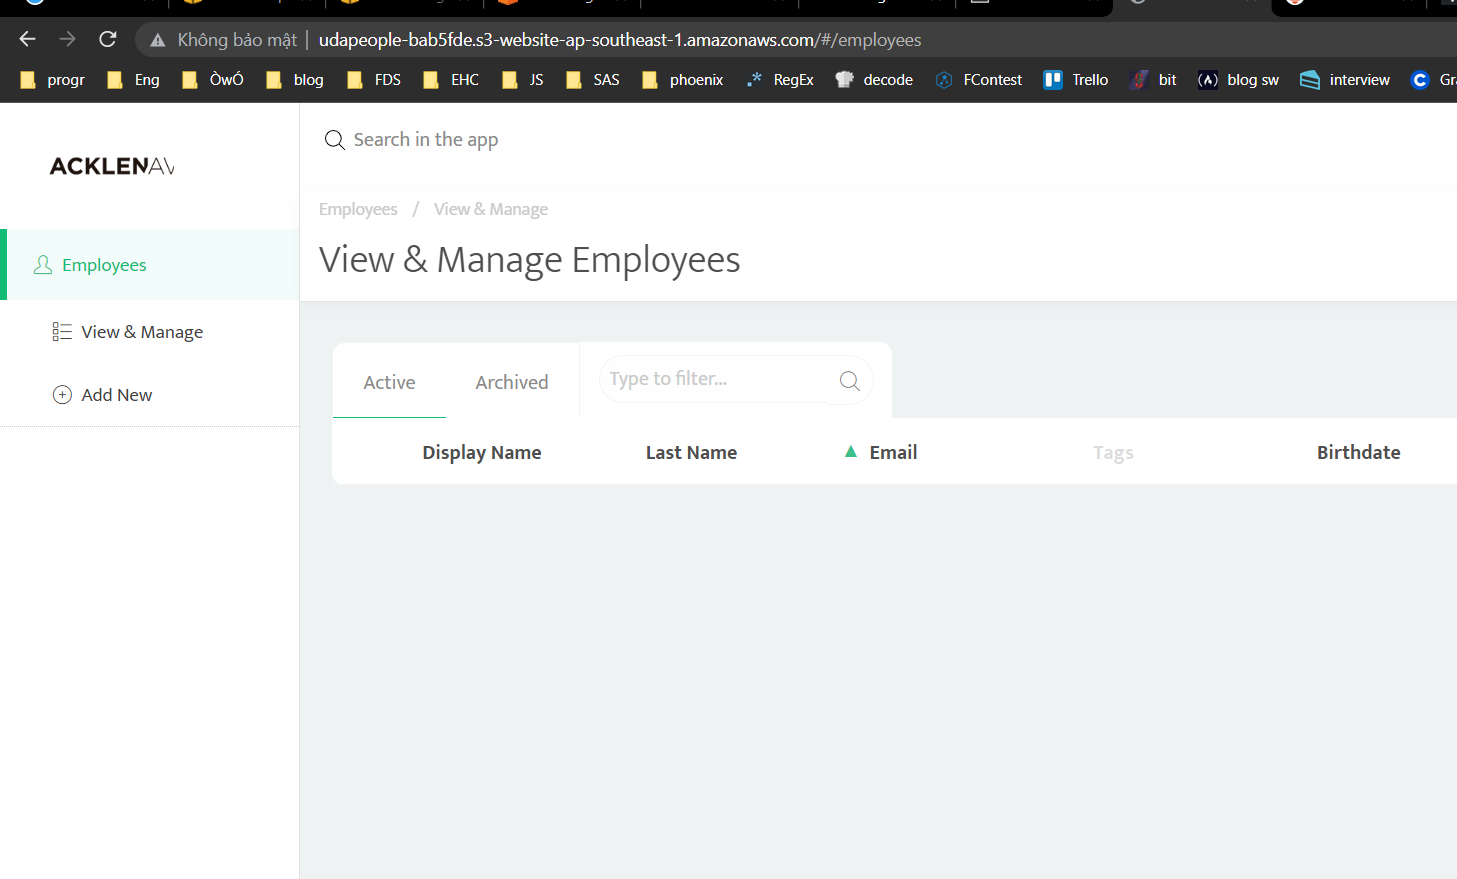 Không bảo mật | udapeople-bab5fde.s3-website-ap-southeast-1.amazonaws.com/#/employees
progr Eng ÒwÓ blog FDS EHC JS SAS phoenix RegEx decode FContest Trello bit blog sw interview Gr
Search in the app
ACKLENAV
Employees / View & Manage
View & Manage Employees
Employees
View & Manage
Add New
Active Archived Type to filter...
Display Name Last Name Email Tags Birthdate